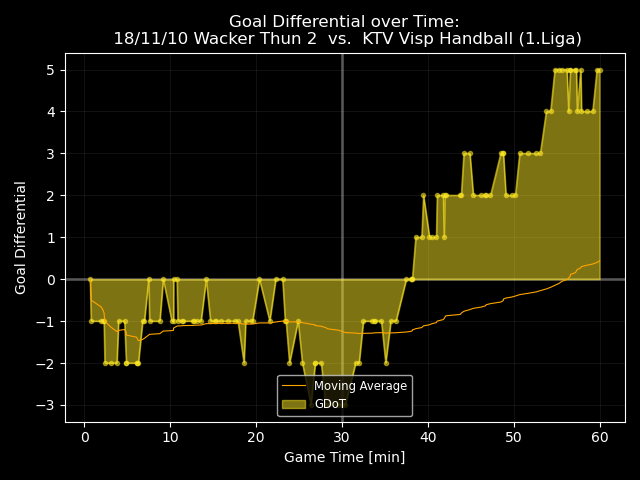 Goal Differential over Time:
18/11/10 Wacker Thun 2 vs. KTV Visp Handball (1.Liga)
Goal Differential
5
4
3
2
1
0
−1
−2
−3
Moving Average
GDoT
0 10 20 30 40 50 60
Game Time [min]